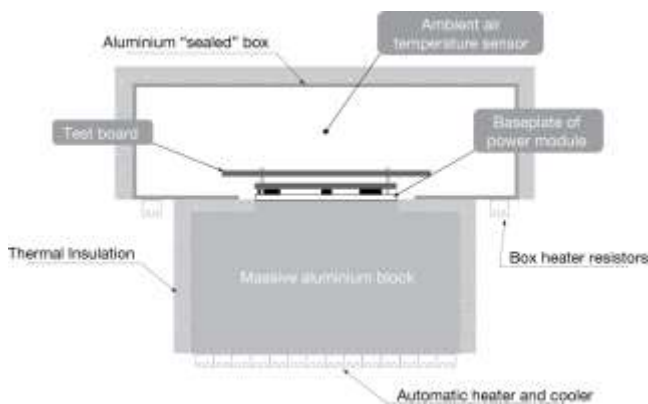 Ambient air
temperature sensor
Aluminium “sealed” box
Test board
Baseplate of
power module
Thermal Insulation
Massive aluminium block
Box heater resistors
Automatic heater and cooler